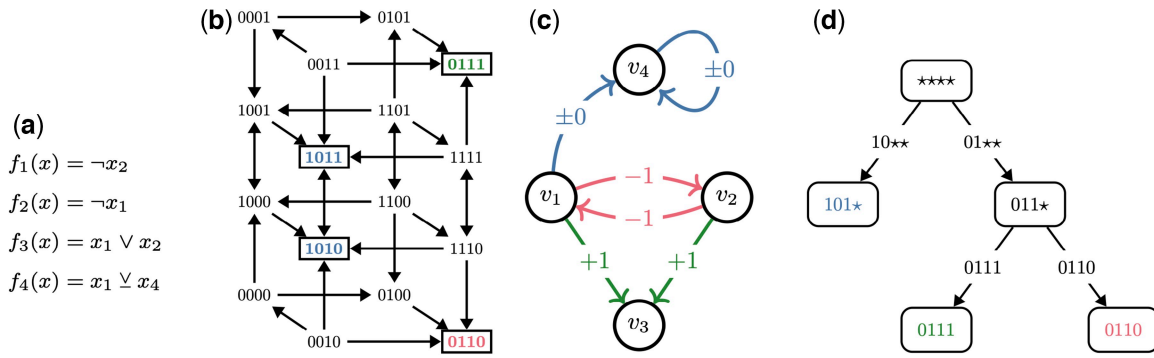 (a)
f₁(x) = ¬x₂
f₂(x) = ¬x₁
f₃(x) = x₁ ∨ x₂
f₄(x) = x₁ ⊻ x₄
(b)
0001 0101
0011 0111
1001 1101
1011 1111
1000 1100
1010 1110
0000 0100
0010 0110
(c)
v₄
±0
±0
v₁ −1 v₂
−1
+1 +1
v₃
(d)
⋆⋆⋆⋆
10⋆⋆ 01⋆⋆
101⋆ 011⋆
0111 0110
0111 0110